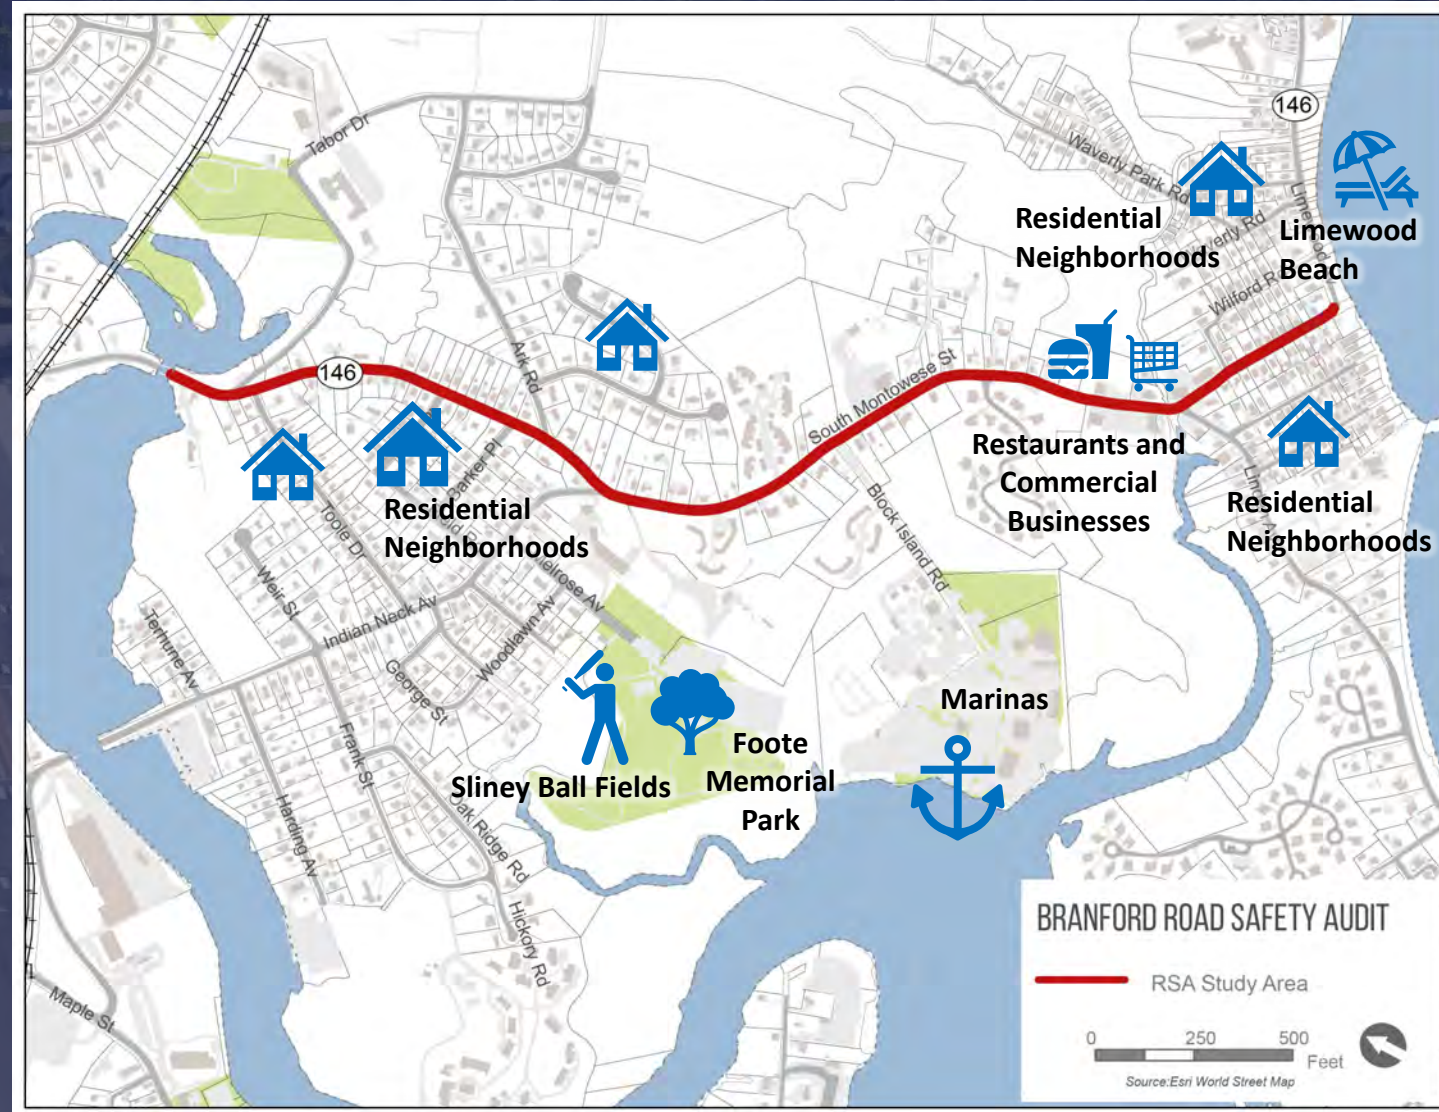 146
Tabor Dr
Waverly Park Rd
Residential
Neighborhoods
Limewood
Beach
Wilford R
146
Ark Rd
South Montowese St
Restaurants and
Commercial
Businesses
Residential
Neighborhoods
Residential
Neighborhoods
Toole Dr
Block Island Rd
Weir St
Indian Neck Av
Woodlawn Av
Terhune Av
George St
Frank St
Marinas
Sliney Ball Fields
Foote
Memorial
Park
Harding Av
Oak Ridge Rd
Hickory Rd
Maple St
BRANFORD ROAD SAFETY AUDIT
RSA Study Area
0 250 500
Feet
Source:Esri World Street Map